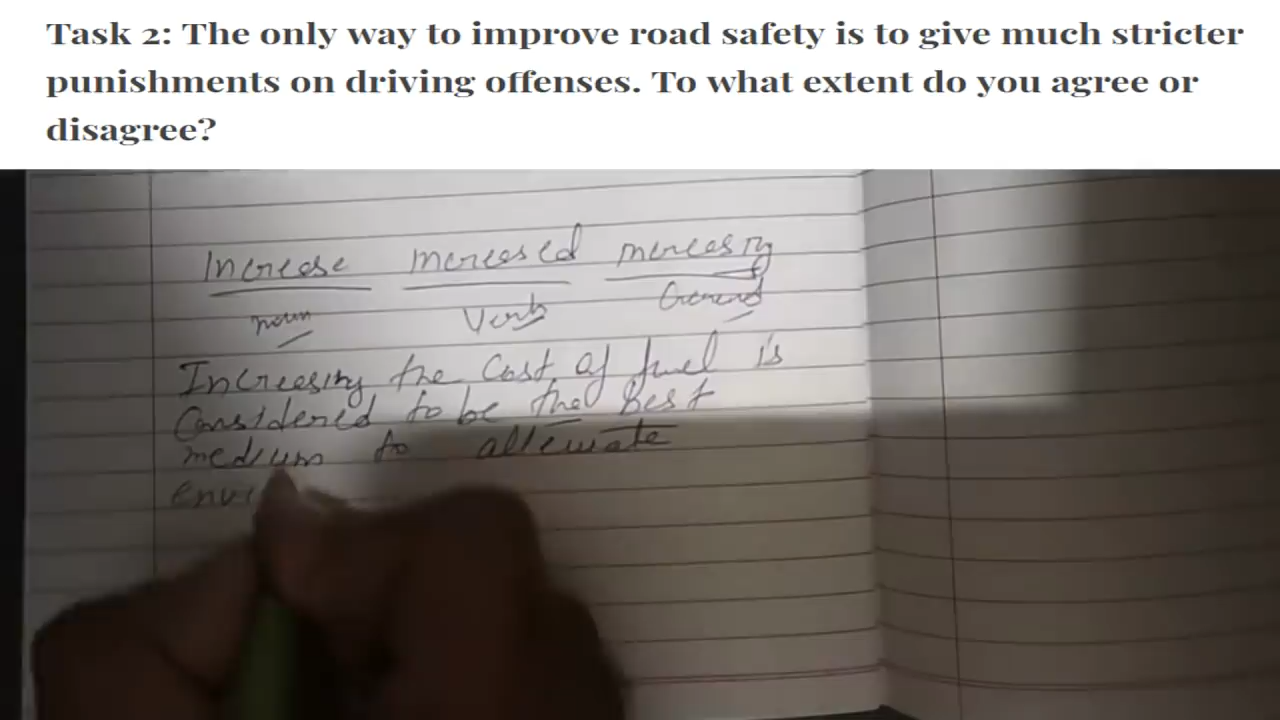 Task 2: The only way to improve road safety is to give much stricter
punishments on driving offenses. To what extent do you agree or
disagree?
Increase Increased Increasing
noun Verb Gerund
Increasing the Cost of fuel is
Considered to be the Best
medium to alleviate